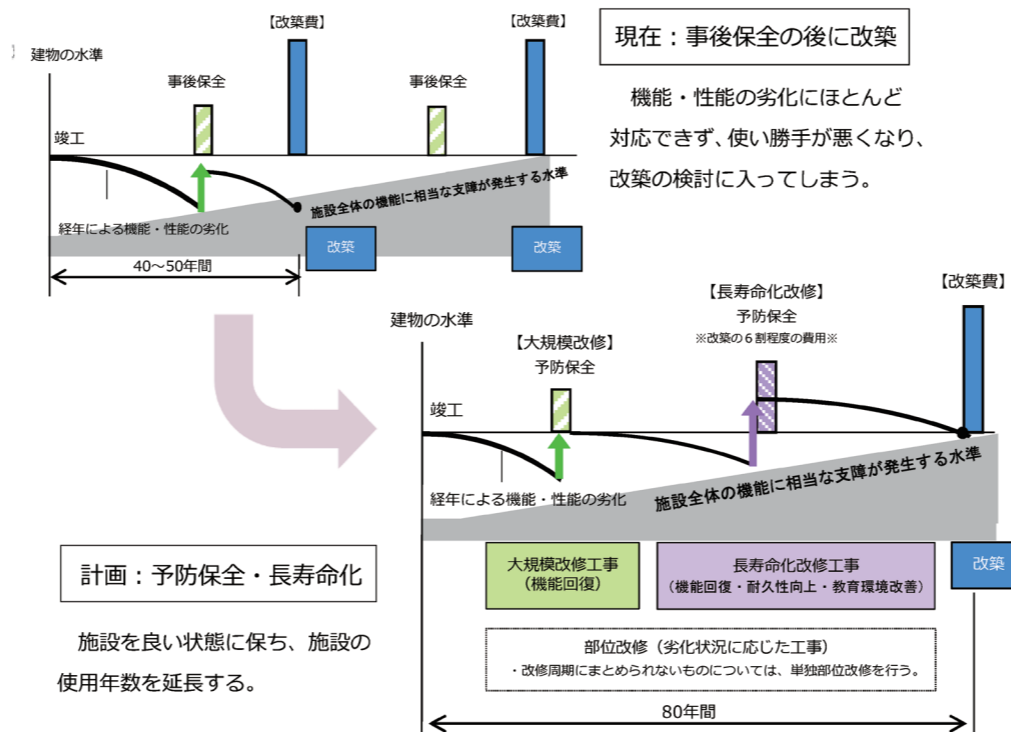 【改築費】
【改築費】
建物の水準
事後保全
事後保全
竣工
施設全体の機能に相当な支障が発生する水準
経年による機能・性能の劣化
改築
改築
40～50年間
現在：事後保全の後に改築
機能・性能の劣化にほとんど
対応できず、使い勝手が悪くなり、
改築の検討に入ってしまう。
建物の水準
【大規模改修】
予防保全
【長寿命化改修】
予防保全
※改築の６割程度の費用※
【改築費】
竣工
経年による機能・性能の劣化
施設全体の機能に相当な支障が発生する水準
大規模改修工事
（機能回復）
長寿命化改修工事
（機能回復・耐久性向上・教育環境改善）
改築
部位改修（劣化状況に応じた工事）
・改修周期にまとめられないものについては、単独部位改修を行う。
80年間
計画：予防保全・長寿命化
施設を良い状態に保ち、施設の
使用年数を延長する。